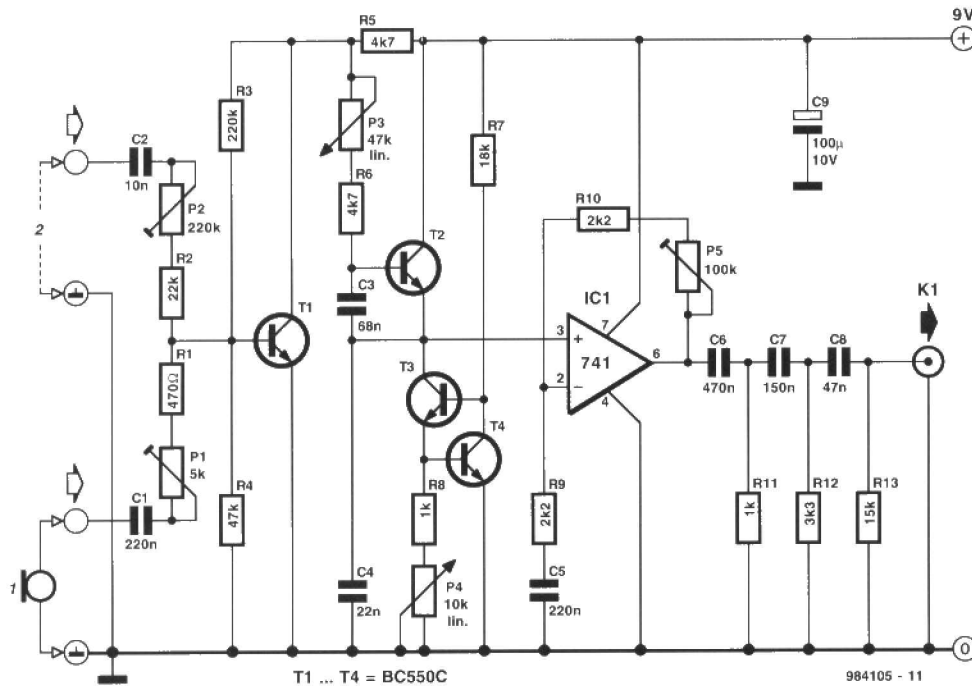 R5
4k7
9V
+
R3
220k
P3
47k
lin.
R7
18k
C9
100µ
10V
C2
10n
P2
220k
R6
4k7
R10
2k2
P5
100k
2
T2
R2
22k
C3
68n
IC1
K1
T1
7
3
+
741
6
C6
470n
C7
150n
C8
47n
R1
470Ω
T3
2
−
4
T4
P1
5k
R4
47k
R8
1k
R9
2k2
R11
1k
R12
3k3
R13
15k
C1
220n
1
C4
22n
P4
10k
lin.
C5
220n
0
T1 ... T4 = BC550C
984105 - 11